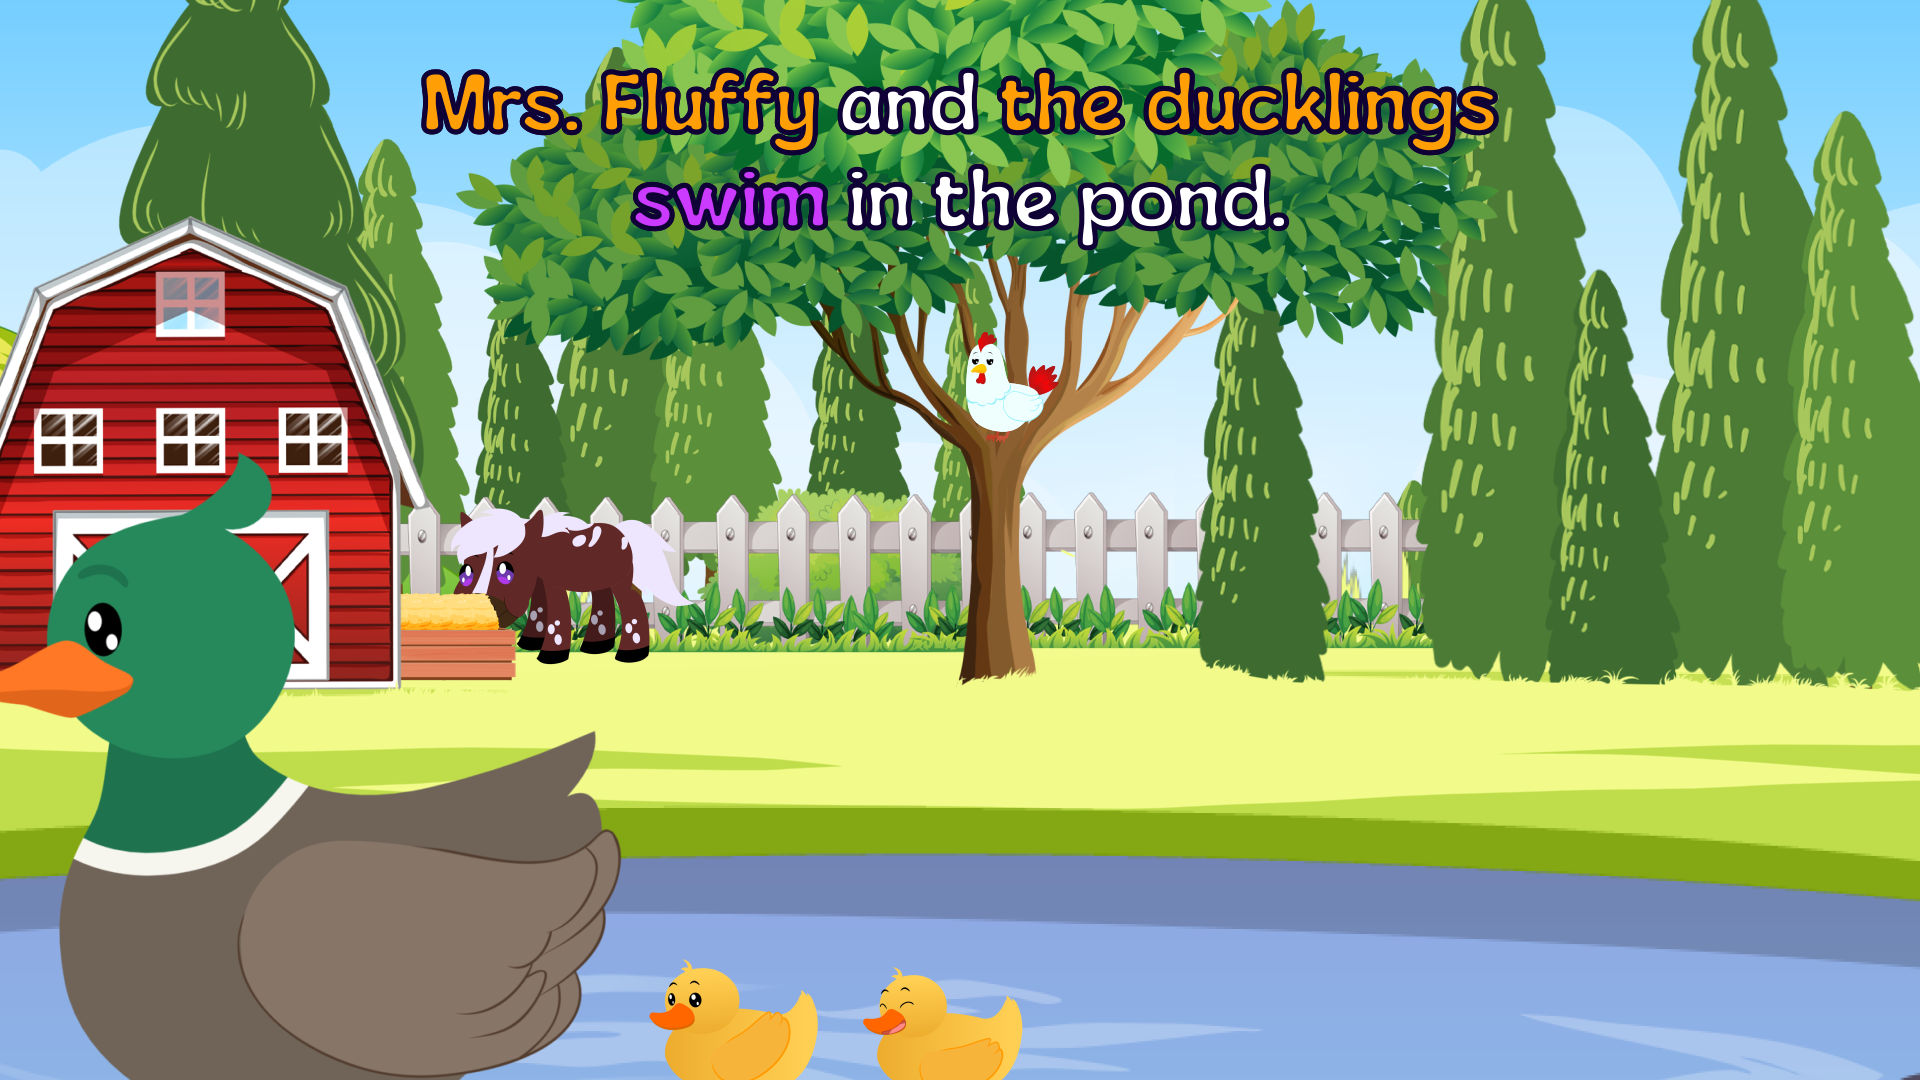 Mrs. Fluffy and the ducklings
swim in the pond.